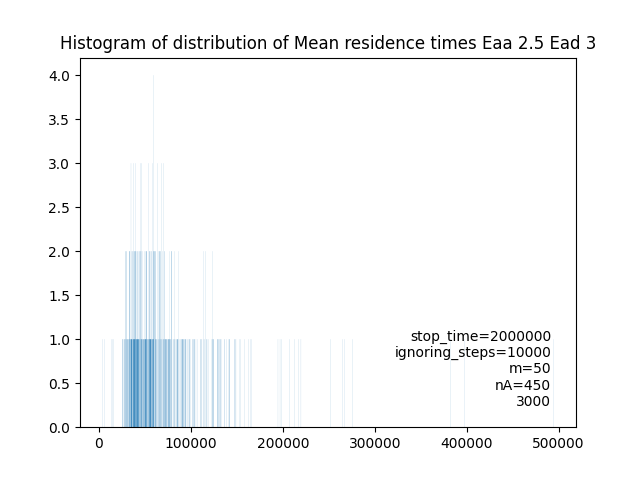 Histogram of distribution of Mean residence times Eaa 2.5 Ead 3
4.0
3.5
3.0
2.5
2.0
1.5
1.0
0.5
0.0
stop_time=2000000
ignoring_steps=10000
m=50
nA=450
3000
0 100000 200000 300000 400000 500000